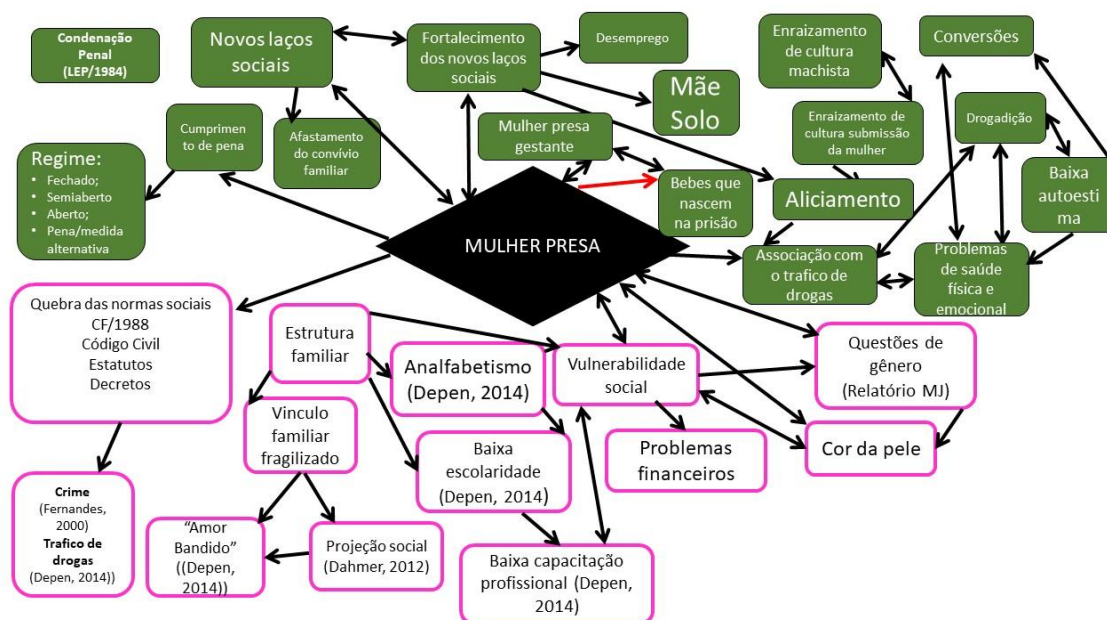 Condenação
Penal
(LEP/1984)
Novos laços
sociais
Fortalecimento
dos novos laços
sociais
Desemprego
Mãe
Solo
Enraizamento
de cultura
machista
Conversões
Cumprimen
to de pena
Afastamento
do convívio
familiar
Mulher presa
gestante
Enraizamento de
cultura submissão
da mulher
Drogadição
Regime:
• Fechado;
• Semiaberto
• Aberto;
• Pena/medida
alternativa
Bebes que
nascem
na prisão
Aliciamento
Baixa
autoesti
ma
MULHER PRESA
Associação com
o trafico de
drogas
Problemas
de saúde
física e
emocional
Quebra das normas sociais
CF/1988
Código Civil
Estatutos
Decretos
Estrutura
familiar
Analfabetismo
(Depen, 2014)
Vulnerabilidade
social
Questões de
gênero
(Relatório MJ)
Vinculo
familiar
fragilizado
Baixa
escolaridade
(Depen, 2014)
Problemas
financeiros
Cor da pele
Crime
(Fernandes,
2000)
Trafico de
drogas
(Depen, 2014))
“Amor
Bandido”
((Depen,
2014))
Projeção social
(Dahmer, 2012)
Baixa capacitação
profissional (Depen,
2014)